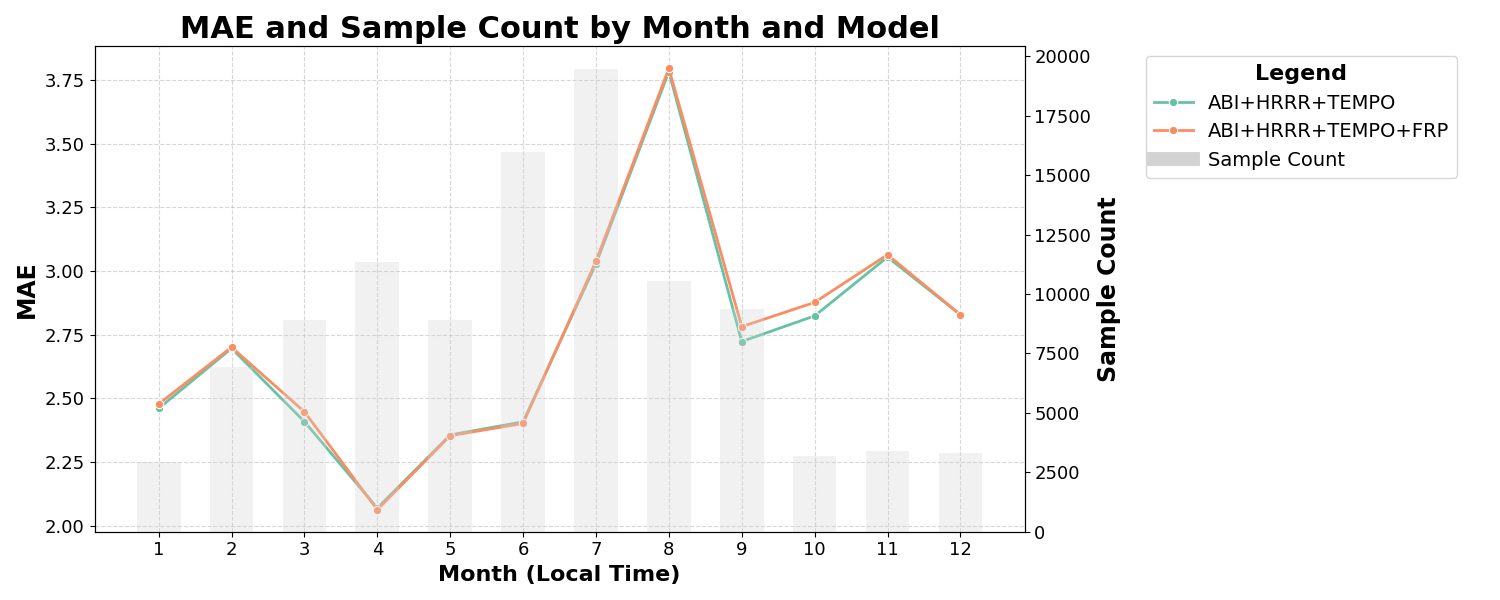 MAE and Sample Count by Month and Model
MAE
3.75
3.50
3.25
3.00
2.75
2.50
2.25
2.00
1 2 3 4 5 6 7 8 9 10 11 12
Month (Local Time)
20000
17500
15000
12500
10000
7500
5000
2500
0
Sample Count
Legend
ABI+HRRR+TEMPO
ABI+HRRR+TEMPO+FRP
Sample Count